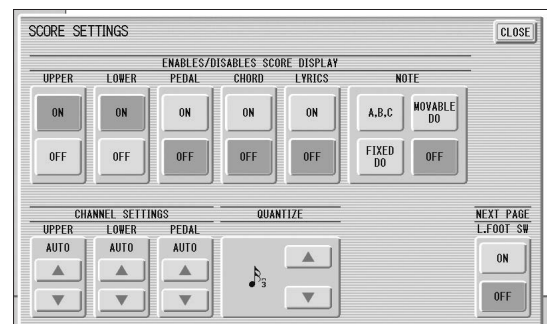 SCORE SETTINGS CLOSE
ENABLES/DISABLES SCORE DISPLAY
UPPER LOWER PEDAL CHORD LYRICS NOTE
ON ON ON ON ON A,B,C MOVABLE DO
OFF OFF OFF OFF OFF FIXED DO OFF
CHANNEL SETTINGS QUANTIZE NEXT PAGE
UPPER LOWER PEDAL L.FOOT SW
AUTO AUTO AUTO ON
3
OFF